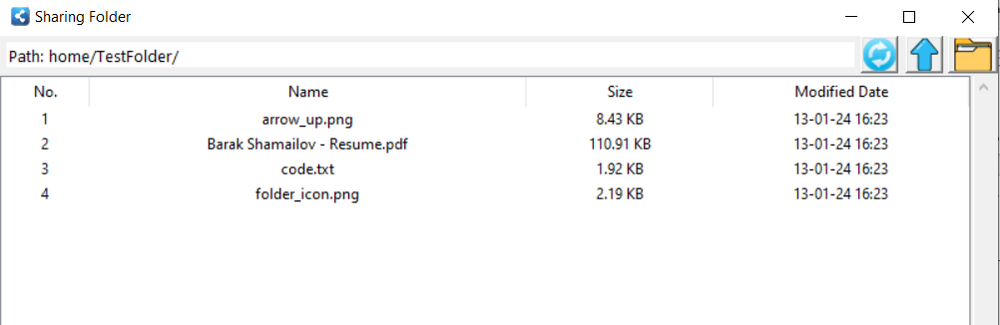 Sharing Folder
Path: home/TestFolder/
No. Name Size Modified Date
1 arrow_up.png 8.43 KB 13-01-24 16:23
2 Barak Shamailov - Resume.pdf 110.91 KB 13-01-24 16:23
3 code.txt 1.92 KB 13-01-24 16:23
4 folder_icon.png 2.19 KB 13-01-24 16:23